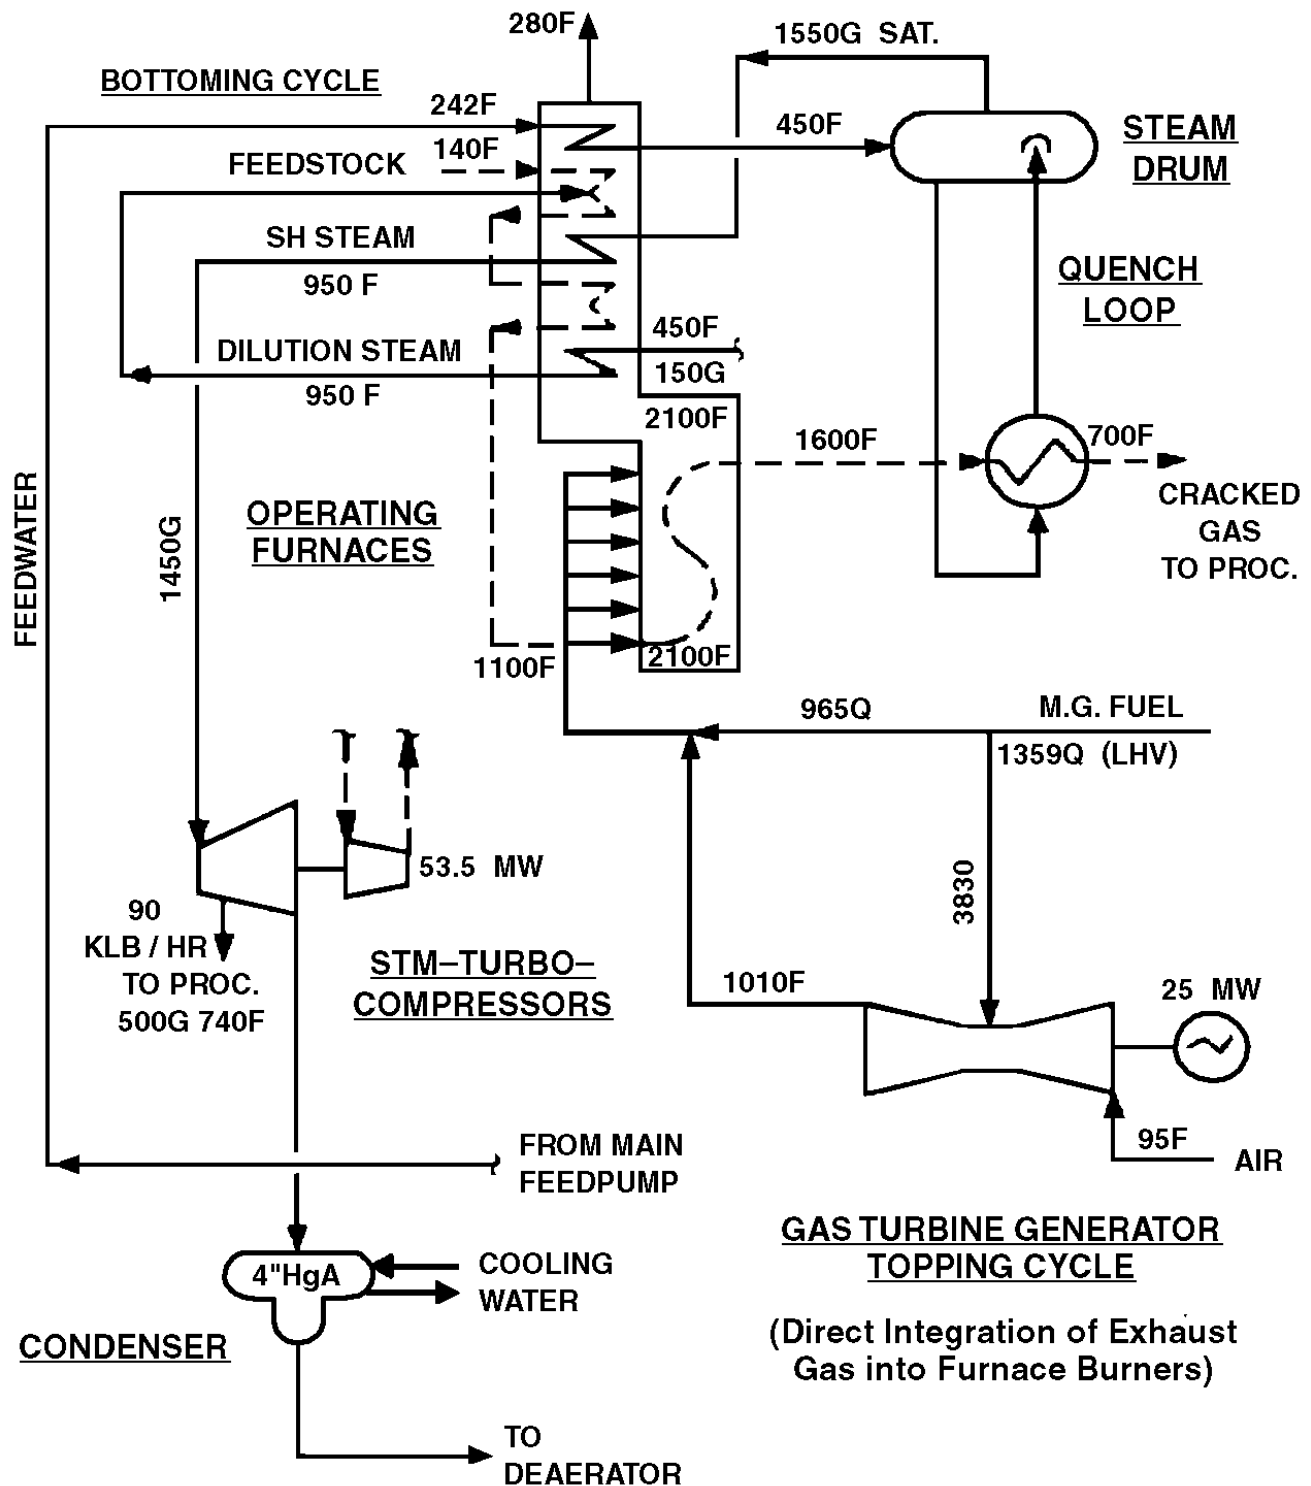 280F
1550G SAT.
BOTTOMING CYCLE
242F
450F
STEAM
DRUM
FEEDSTOCK
140F
SH STEAM
950 F
QUENCH
LOOP
450F
150G
DILUTION STEAM
950 F
2100F
1600F
700F
CRACKED
GAS
TO PROC.
OPERATING
FURNACES
FEEDWATER
1450G
1100F
2100F
965Q
M.G. FUEL
1359Q (LHV)
53.5 MW
3830
90
KLB / HR
TO PROC.
500G 740F
STM–TURBO–
COMPRESSORS
1010F
25 MW
95F
AIR
FROM MAIN
FEEDPUMP
GAS TURBINE GENERATOR
TOPPING CYCLE
(Direct Integration of Exhaust
Gas into Furnace Burners)
4"HgA
COOLING
WATER
CONDENSER
TO
DEAERATOR